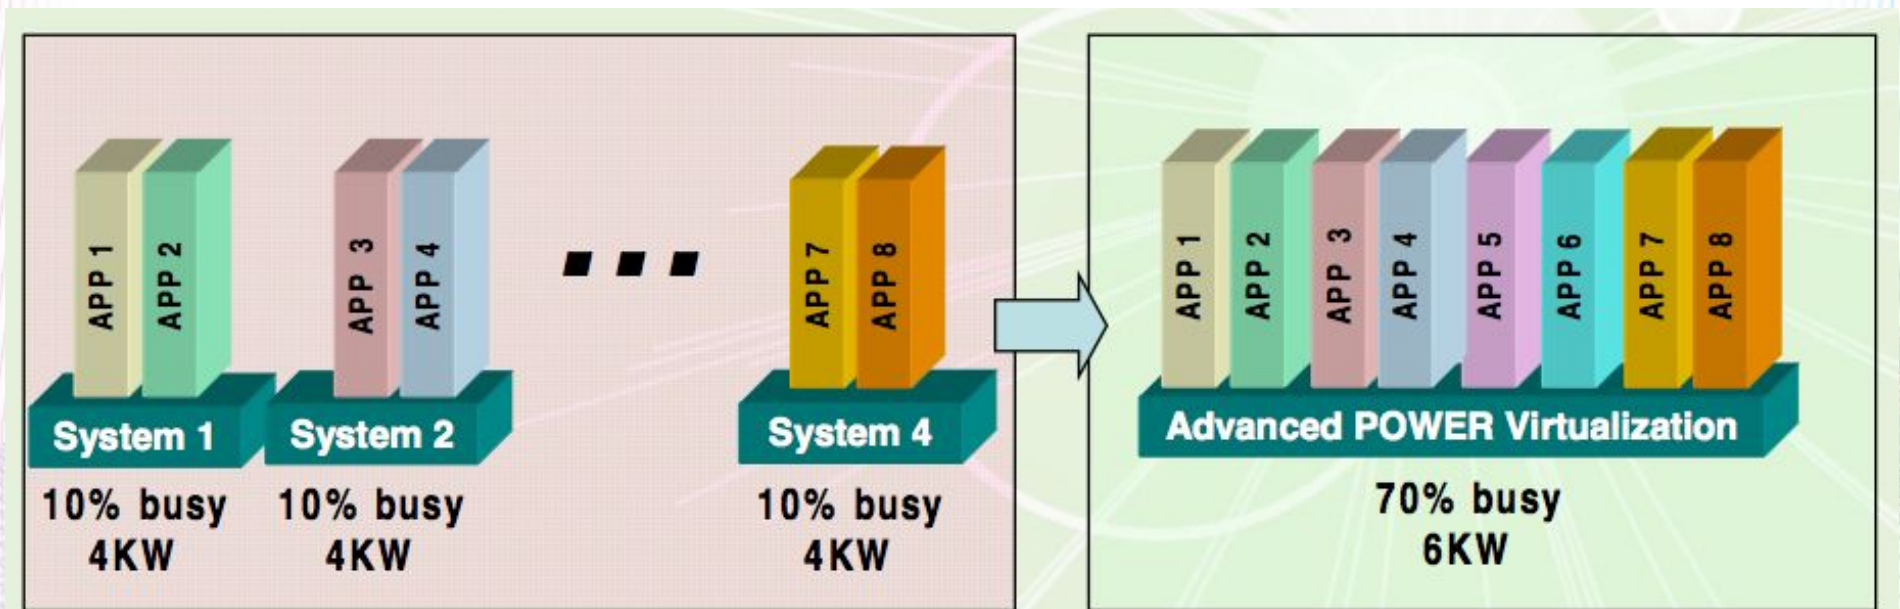 APP 1
APP 2
System 1
10% busy
4KW
APP 3
APP 4
System 2
10% busy
4KW
APP 7
APP 8
System 4
10% busy
4KW
APP 1
APP 2
APP 3
APP 4
APP 5
APP 6
APP 7
APP 8
Advanced POWER Virtualization
70% busy
6KW